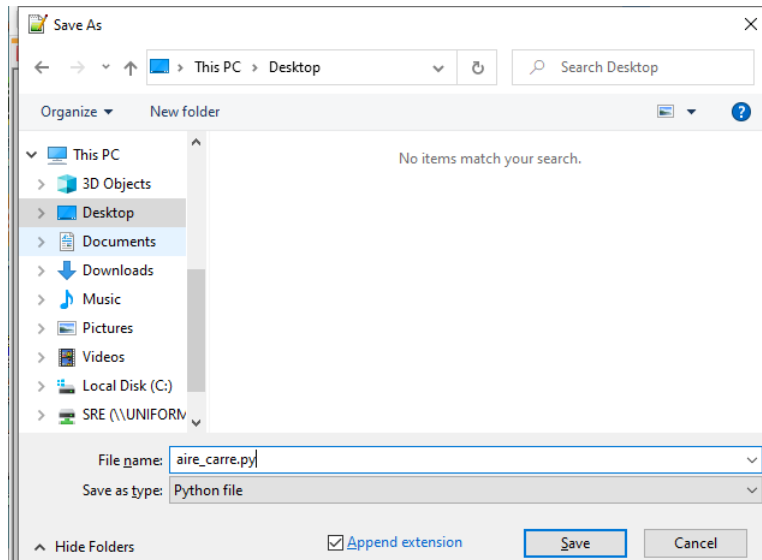 Save As
This PC > Desktop
Search Desktop
Organize
New folder
?
This PC
3D Objects
Desktop
Documents
Downloads
Music
Pictures
Videos
Local Disk (C:)
SRE (\\UNIFORM
No items match your search.
File name: aire_carre.py
Save as type: Python file
Hide Folders
Append extension
Save
Cancel